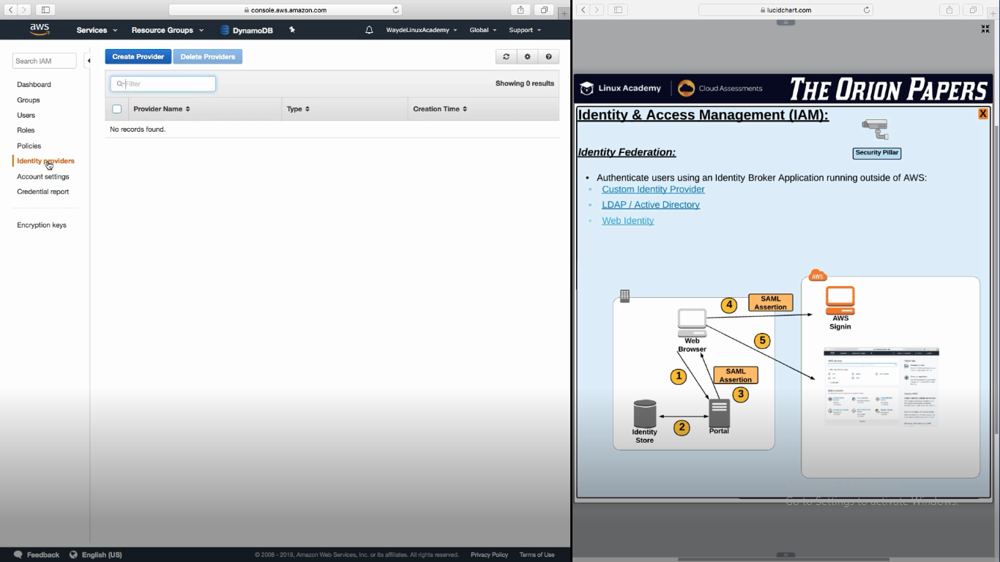 console.aws.amazon.com
aws
Services
Resource Groups
DynamoDB
WaydeLinuxAcademy
Global
Support
Search IAM
Dashboard
Groups
Users
Roles
Policies
Identity providers
Account settings
Credential report
Encryption keys
Create Provider
Delete Providers
Filter
Showing 0 results
Provider Name
Type
Creation Time
No records found.
Feedback
English (US)
© 2008 - 2018, Amazon Web Services, Inc. or its affiliates. All rights reserved.
Privacy Policy
Terms of Use
lucidchart.com
Linux Academy
Cloud Assessments
THE ORION PAPERS
Identity & Access Management (IAM):
X
Security Pillar
Identity Federation:
• Authenticate users using an Identity Broker Application running outside of AWS:
◦ Custom Identity Provider
◦ LDAP / Active Directory
◦ Web Identity
AWS
4
SAML
Assertion
AWS
Signin
Web
Browser
5
1
SAML
Assertion
3
2
Identity
Store
Portal
Go to Settings to activate Windows.